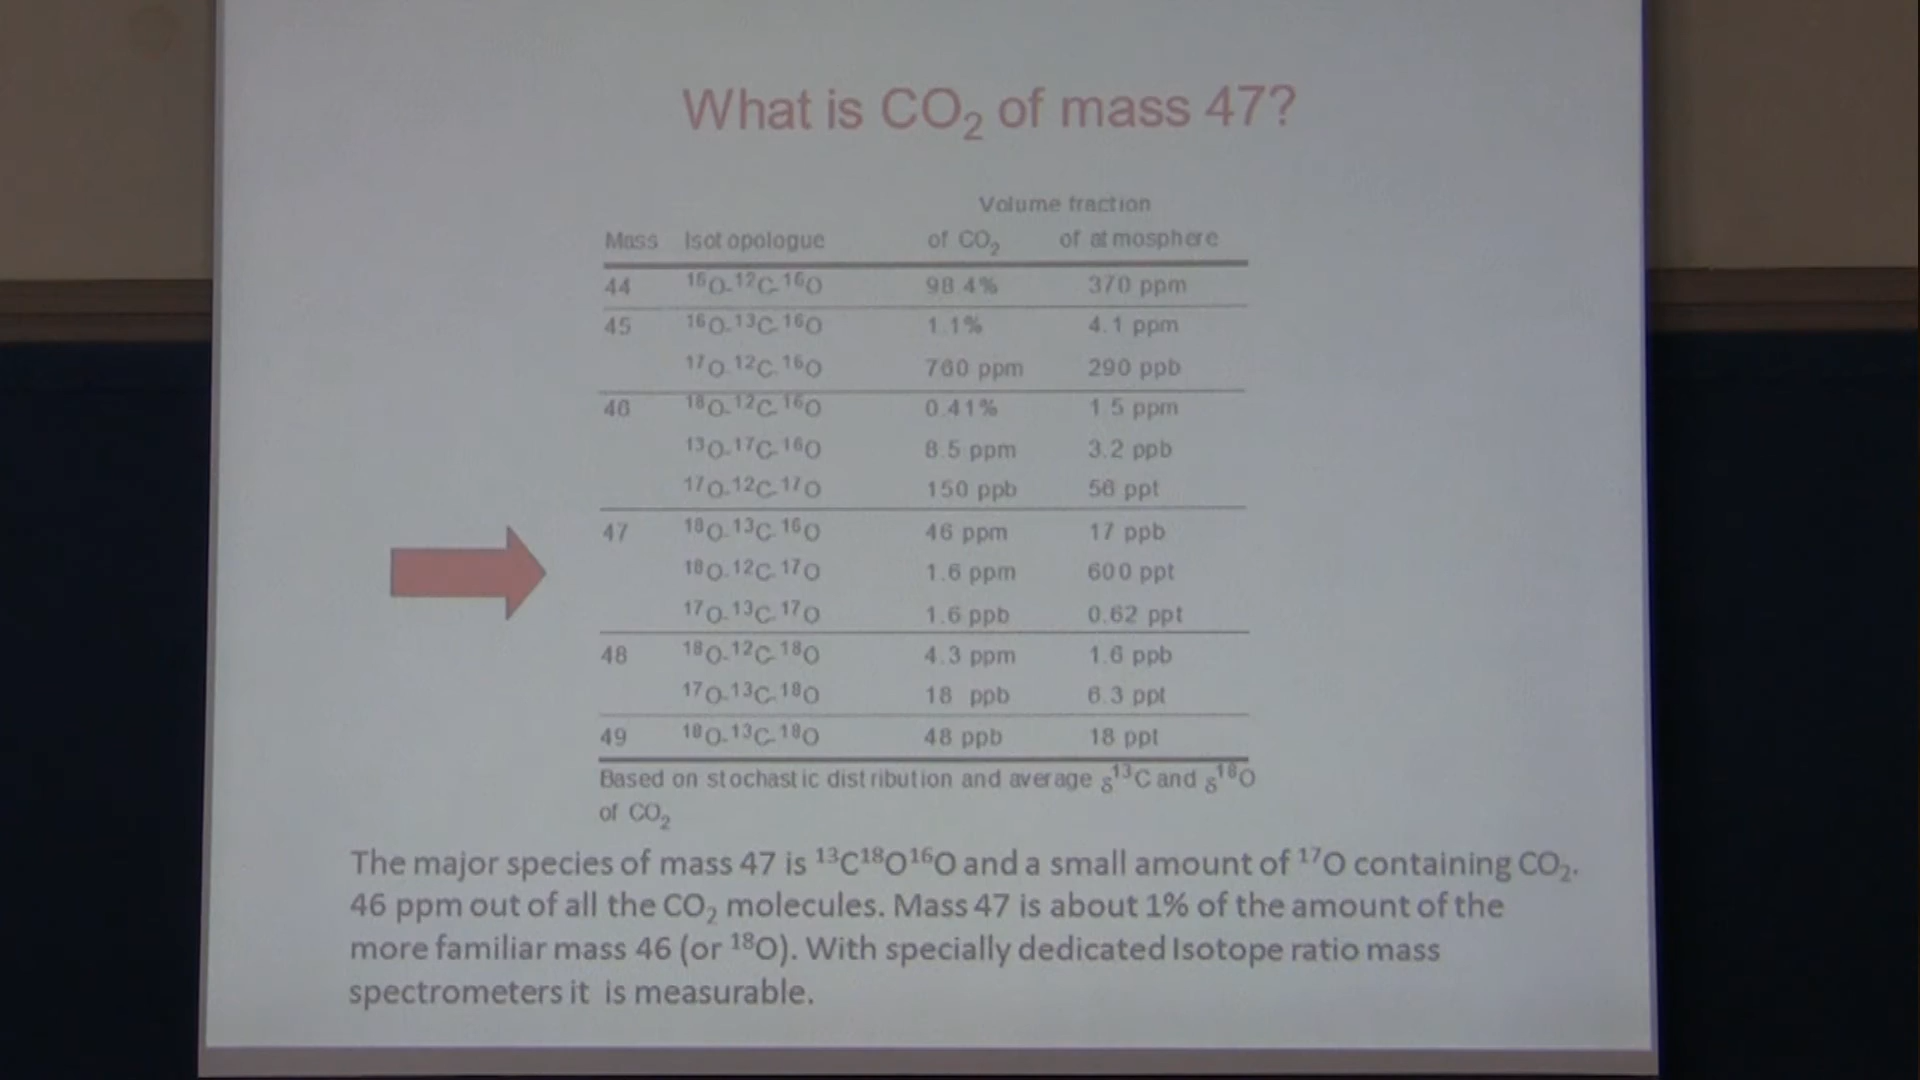 What is CO₂ of mass 47?
Volume fraction
Mass Isotopologue of CO₂ of atmosphere
44 ¹⁶O-¹²C-¹⁶O 98.4% 370 ppm
45 ¹⁶O-¹³C-¹⁶O 1.1% 4.1 ppm
¹⁷O-¹²C-¹⁶O 760 ppm 290 ppb
46 ¹⁸O-¹²C-¹⁶O 0.41% 1.5 ppm
¹³O-¹⁷C-¹⁶O 8.5 ppm 3.2 ppb
¹⁷O-¹²C-¹⁷O 150 ppb 56 ppt
47 ¹⁸O-¹³C-¹⁶O 46 ppm 17 ppb
¹⁸O-¹²C-¹⁷O 1.6 ppm 600 ppt
¹⁷O-¹³C-¹⁷O 1.6 ppb 0.62 ppt
48 ¹⁸O-¹²C-¹⁸O 4.3 ppm 1.6 ppb
¹⁷O-¹³C-¹⁸O 18 ppb 6.3 ppt
49 ¹⁸O-¹³C-¹⁸O 48 ppb 18 ppt
Based on stochastic distribution and average δ¹³C and δ¹⁸O
of CO₂
The major species of mass 47 is ¹³C¹⁸O¹⁶O and a small amount of ¹⁷O containing CO₂.
46 ppm out of all the CO₂ molecules. Mass 47 is about 1% of the amount of the
more familiar mass 46 (or ¹⁸O). With specially dedicated Isotope ratio mass
spectrometers it is measurable.